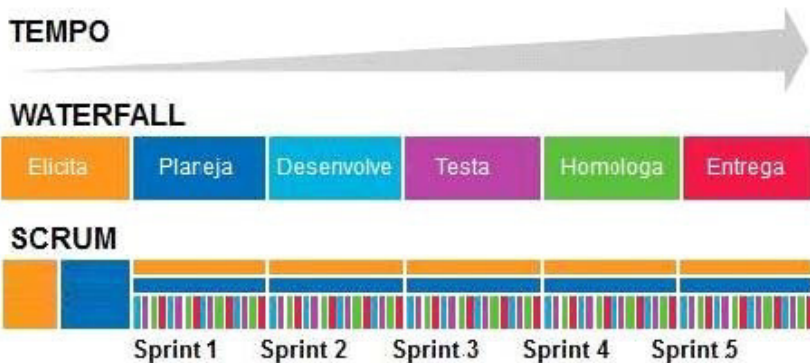 TEMPO
WATERFALL
Elicita Planeja Desenvolve Testa Homologa Entrega
SCRUM
Sprint 1 Sprint 2 Sprint 3 Sprint 4 Sprint 5